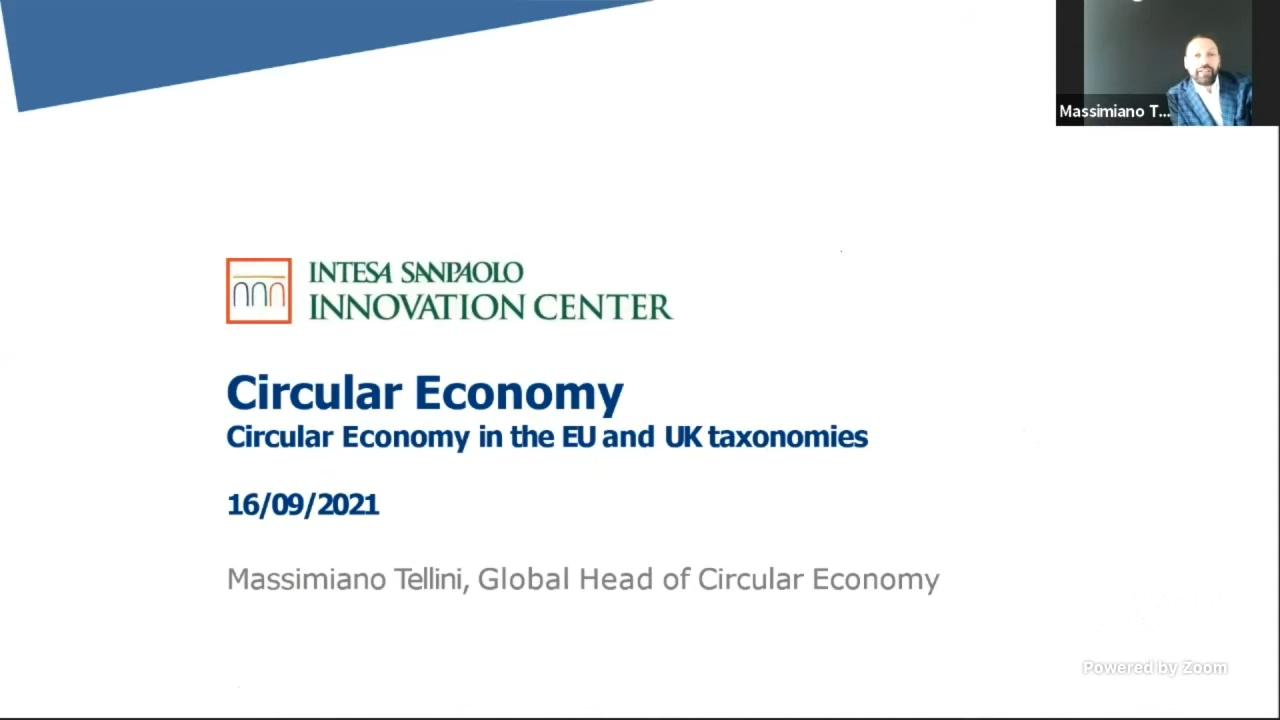 Massimiano T...
INTESA SANPAOLO
INNOVATION CENTER
Circular Economy
Circular Economy in the EU and UK taxonomies
16/09/2021
Massimiano Tellini, Global Head of Circular Economy
Powered by Zoom